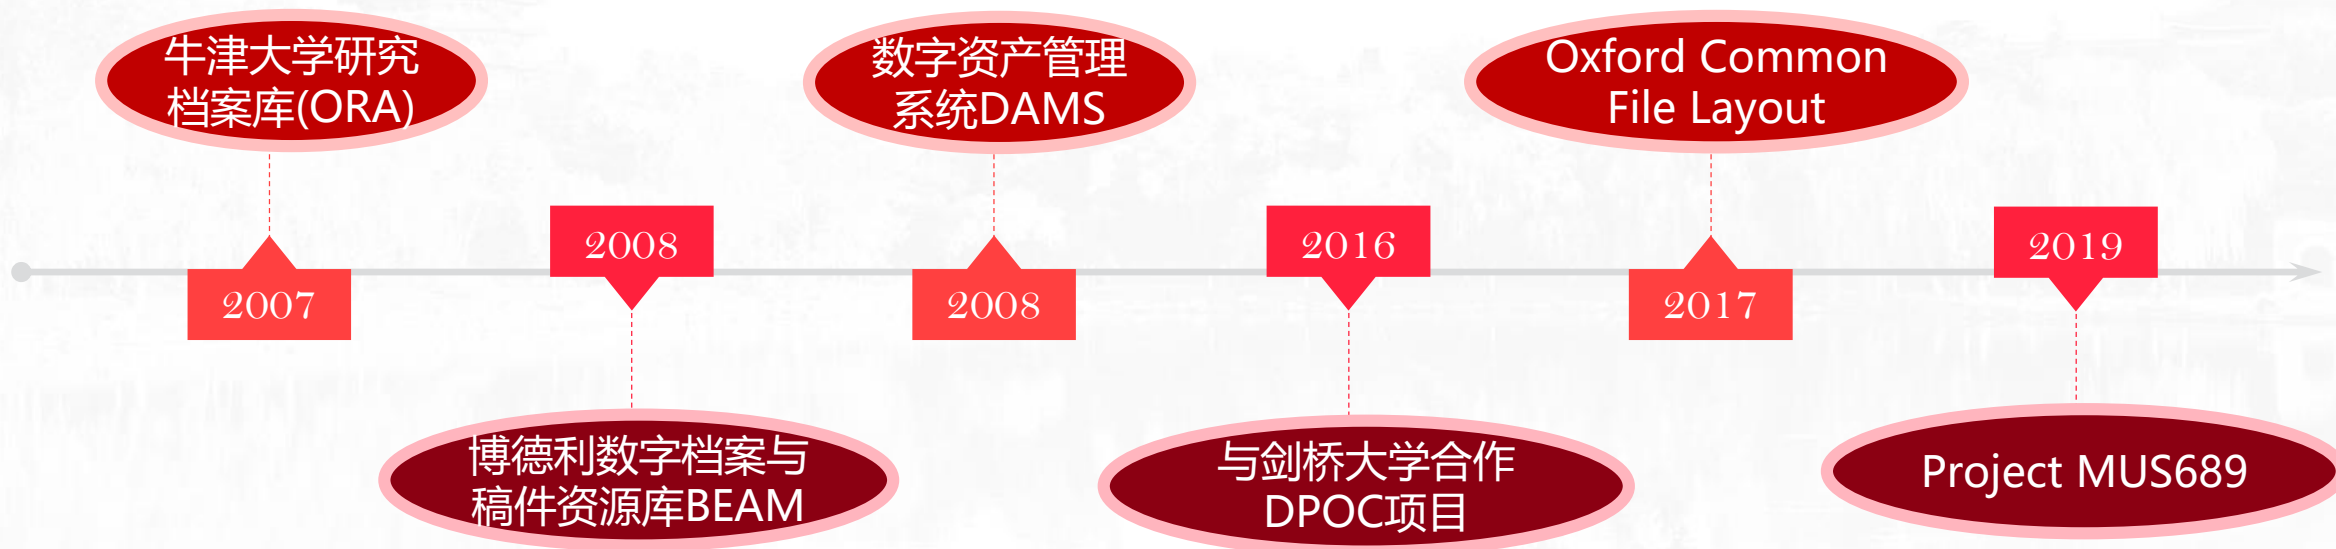 牛津大学研究
档案库(ORA)
2007
2008
博德利数字档案与
稿件资源库BEAM
数字资产管理
系统DAMS
2008
2016
与剑桥大学合作
DPOC项目
Oxford Common
File Layout
2017
2019
Project MUS689